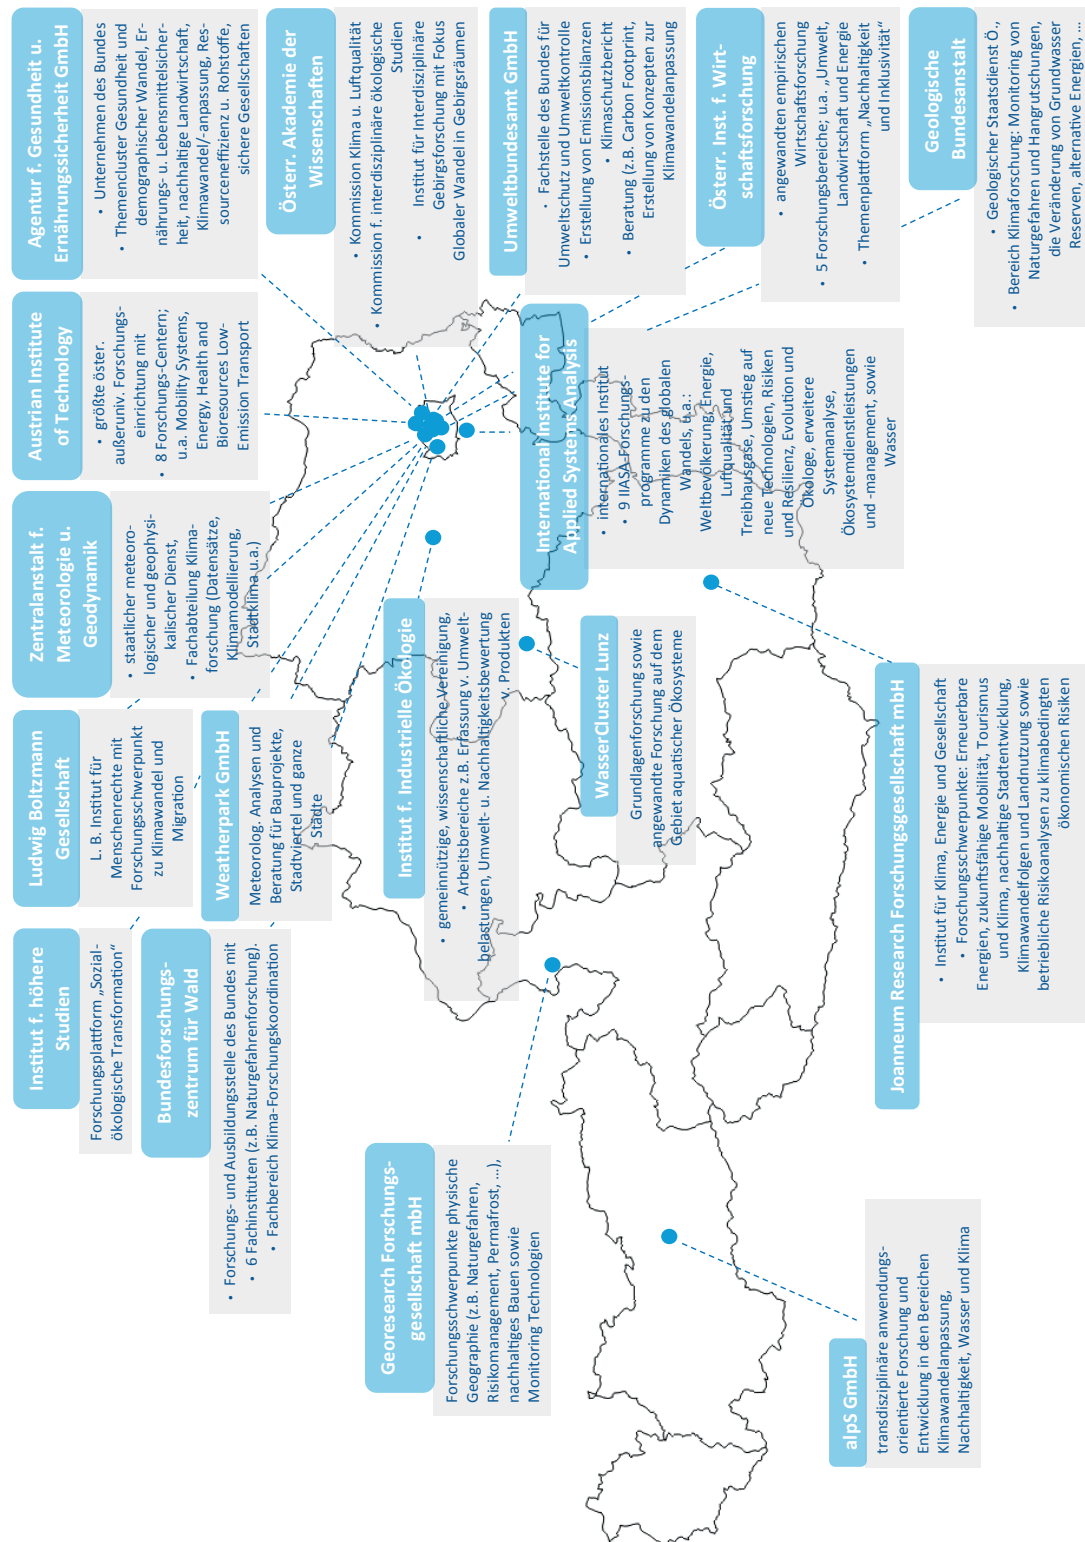 Institut f. höhere
Studien
Forschungsplattform „Sozial-
ökologische Transformation“
Ludwig Boltzmann
Gesellschaft
L. B. Institut für
Menschenrechte mit
Forschungsschwerpunkt
zu Klimawandel und
Migration
Zentralanstalt f.
Meteorologie u.
Geodynamik
• staatlicher meteoro-
logischer und geophysi-
kalischer Dienst,
• Fachabteilung Klima-
forschung (Datensätze,
Klimamodellierung,
Stadtklima u.a.)
Austrian Institute
of Technology
• größte öster.
außeruniv. Forschungs-
einrichtung mit
• 8 Forschungs-Centern;
u.a. Mobility Systems,
Energy, Health and
Bioresources Low-
Emission Transport
Agentur f. Gesundheit u.
Ernährungssicherheit GmbH
• Unternehmen des Bundes
• Themencluster Gesundheit und
demographischer Wandel, Er-
nährungs- u. Lebensmittelsicher-
heit, nachhaltige Landwirtschaft,
Klimawandel/-anpassung, Res-
sourceneffizienz u. Rohstoffe,
sichere Gesellschaften
Bundesforschungs-
zentrum für Wald
• Forschungs- und Ausbildungsstelle des Bundes mit
• 6 Fachinstituten (z.B. Naturgefahrenforschung).
• Fachbereich Klima-Forschungskoordination
Weatherpark GmbH
Meteorolog. Analysen und
Beratung für Bauprojekte,
Stadtviertel und ganze
Städte
Österr. Akademie der
Wissenschaften
• Kommission Klima u. Luftqualität
• Kommission f. interdisziplinäre ökologische
Studien
• Institut für Interdisziplinäre
Gebirgsforschung mit Fokus
Globaler Wandel in Gebirgsräumen
Georesearch Forschungs-
gesellschaft mbH
Forschungsschwerpunkte physische
Geographie (z.B. Naturgefahren,
Risikomanagement, Permafrost, ...),
nachhaltiges Bauen sowie
Monitoring Technologien
Institut f. Industrielle Ökologie
• gemeinnützige, wissenschaftliche Vereinigung,
• Arbeitsbereiche z.B. Erfassung v. Umwelt-
belastungen, Umwelt- u. Nachhaltigkeitsbewertung
v. Produkten
Umweltbundesamt GmbH
• Fachstelle des Bundes für
Umweltschutz und Umweltkontrolle
• Erstellung von Emissionsbilanzen
• Klimaschutzbericht
• Beratung (z.B. Carbon Footprint,
Erstellung von Konzepten zur
Klimawandelanpassung
International Institute for
Applied Systems Analysis
• internationales Institut
• 9 IIASA-Forschungs-
programme zu den
Dynamiken des globalen
Wandels, u.a.:
Weltbevölkerung, Energie,
Luftqualität und
Treibhausgase, Umstieg auf
neue Technologien, Risiken
und Resilienz, Evolution und
Ökologe, erweitere
Systemanalyse,
Ökosystemdienstleistungen
und -management, sowie
Wasser
WasserCluster Lunz
Grundlagenforschung sowie
angewandte Forschung auf dem
Gebiet aquatischer Ökosysteme
Österr. Inst. f. Wirt-
schaftsforschung
• angewandten empirischen
Wirtschaftsforschung
• 5 Forschungsbereiche; u.a. „Umwelt,
Landwirtschaft und Energie
• Themenplattform „Nachhaltigkeit
und Inklusivität“
Geologische
Bundesanstalt
• Geologischer Staatsdienst Ö.,
• Bereich Klimaforschung: Monitoring von
Naturgefahren und Hangrutschungen,
die Veränderung von Grundwasser
Reserven, alternative Energien, ...
alpS GmbH
transdisziplinäre anwendungs-
orientierte Forschung und
Entwicklung in den Bereichen
Klimawandelanpassung,
Nachhaltigkeit, Wasser und Klima
Joanneum Research Forschungsgesellschaft mbH
• Institut für Klima, Energie und Gesellschaft
• Forschungsschwerpunkte: Erneuerbare
Energien, zukunftsfähige Mobilität, Tourismus
und Klima, nachhaltige Stadtentwicklung,
Klimawandelfolgen und Landnutzung sowie
betriebliche Risikoanalysen zu klimabedingten
ökonomischen Risiken